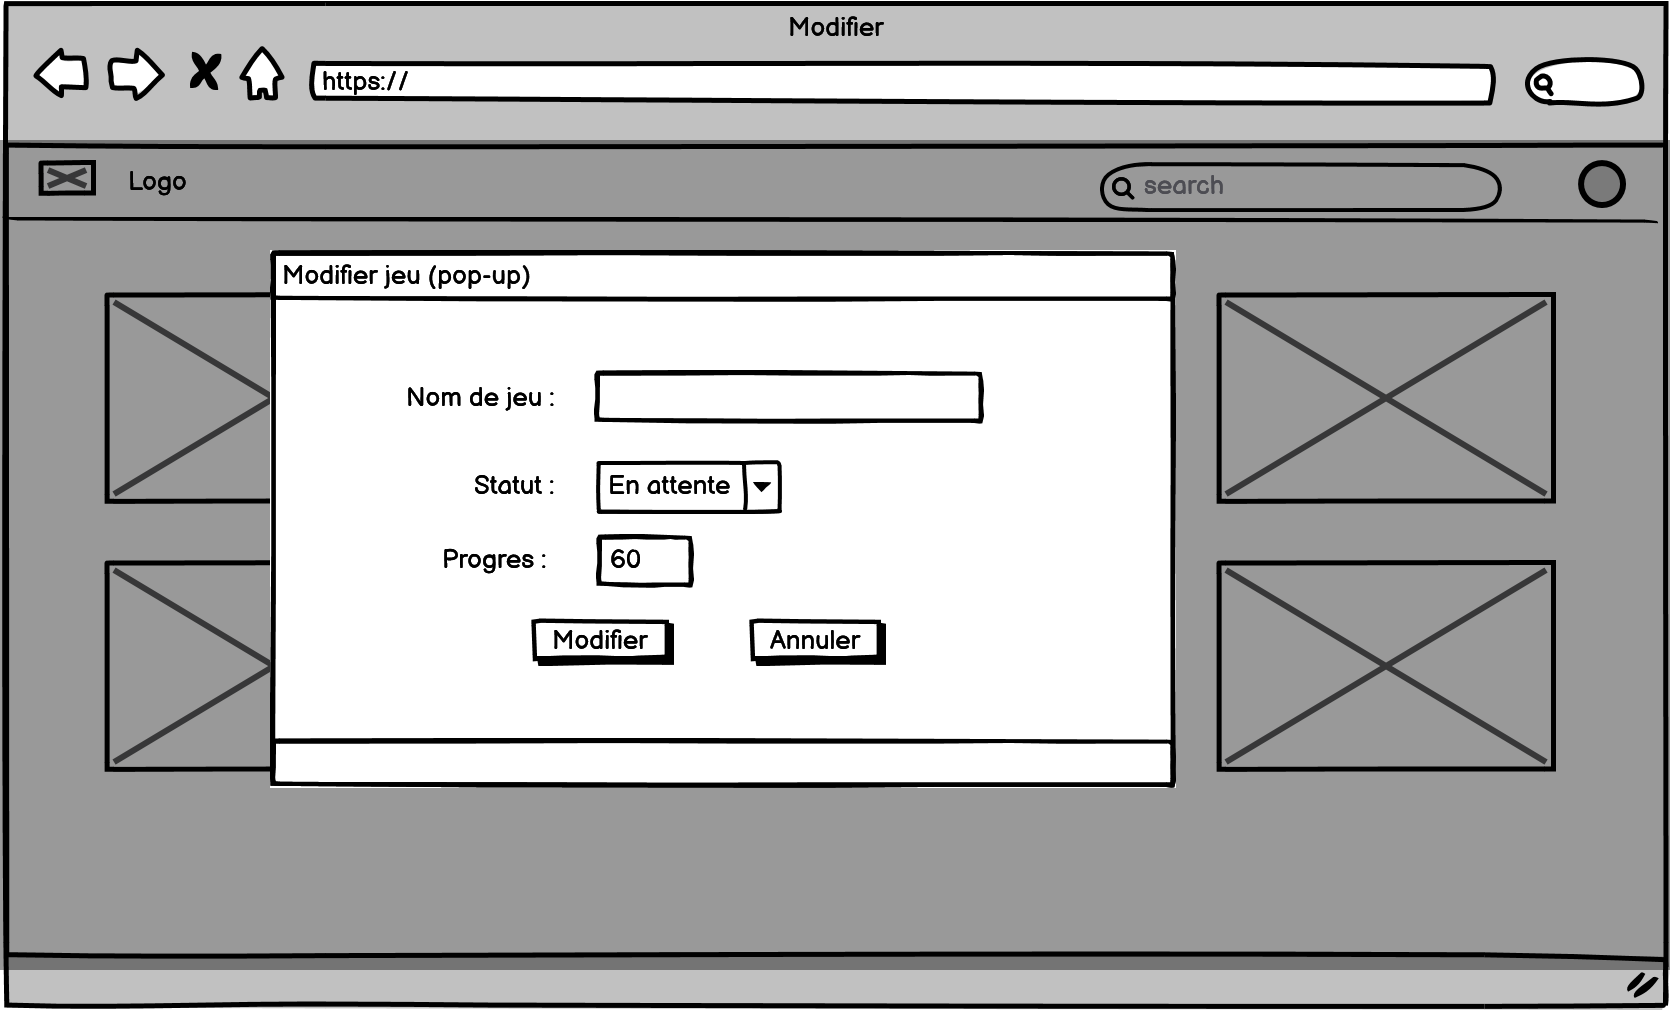 Modifier
https://
Logo
search
Modifier jeu (pop-up)
Nom de jeu :
Statut :
En attente
Progres :
60
Modifier
Annuler